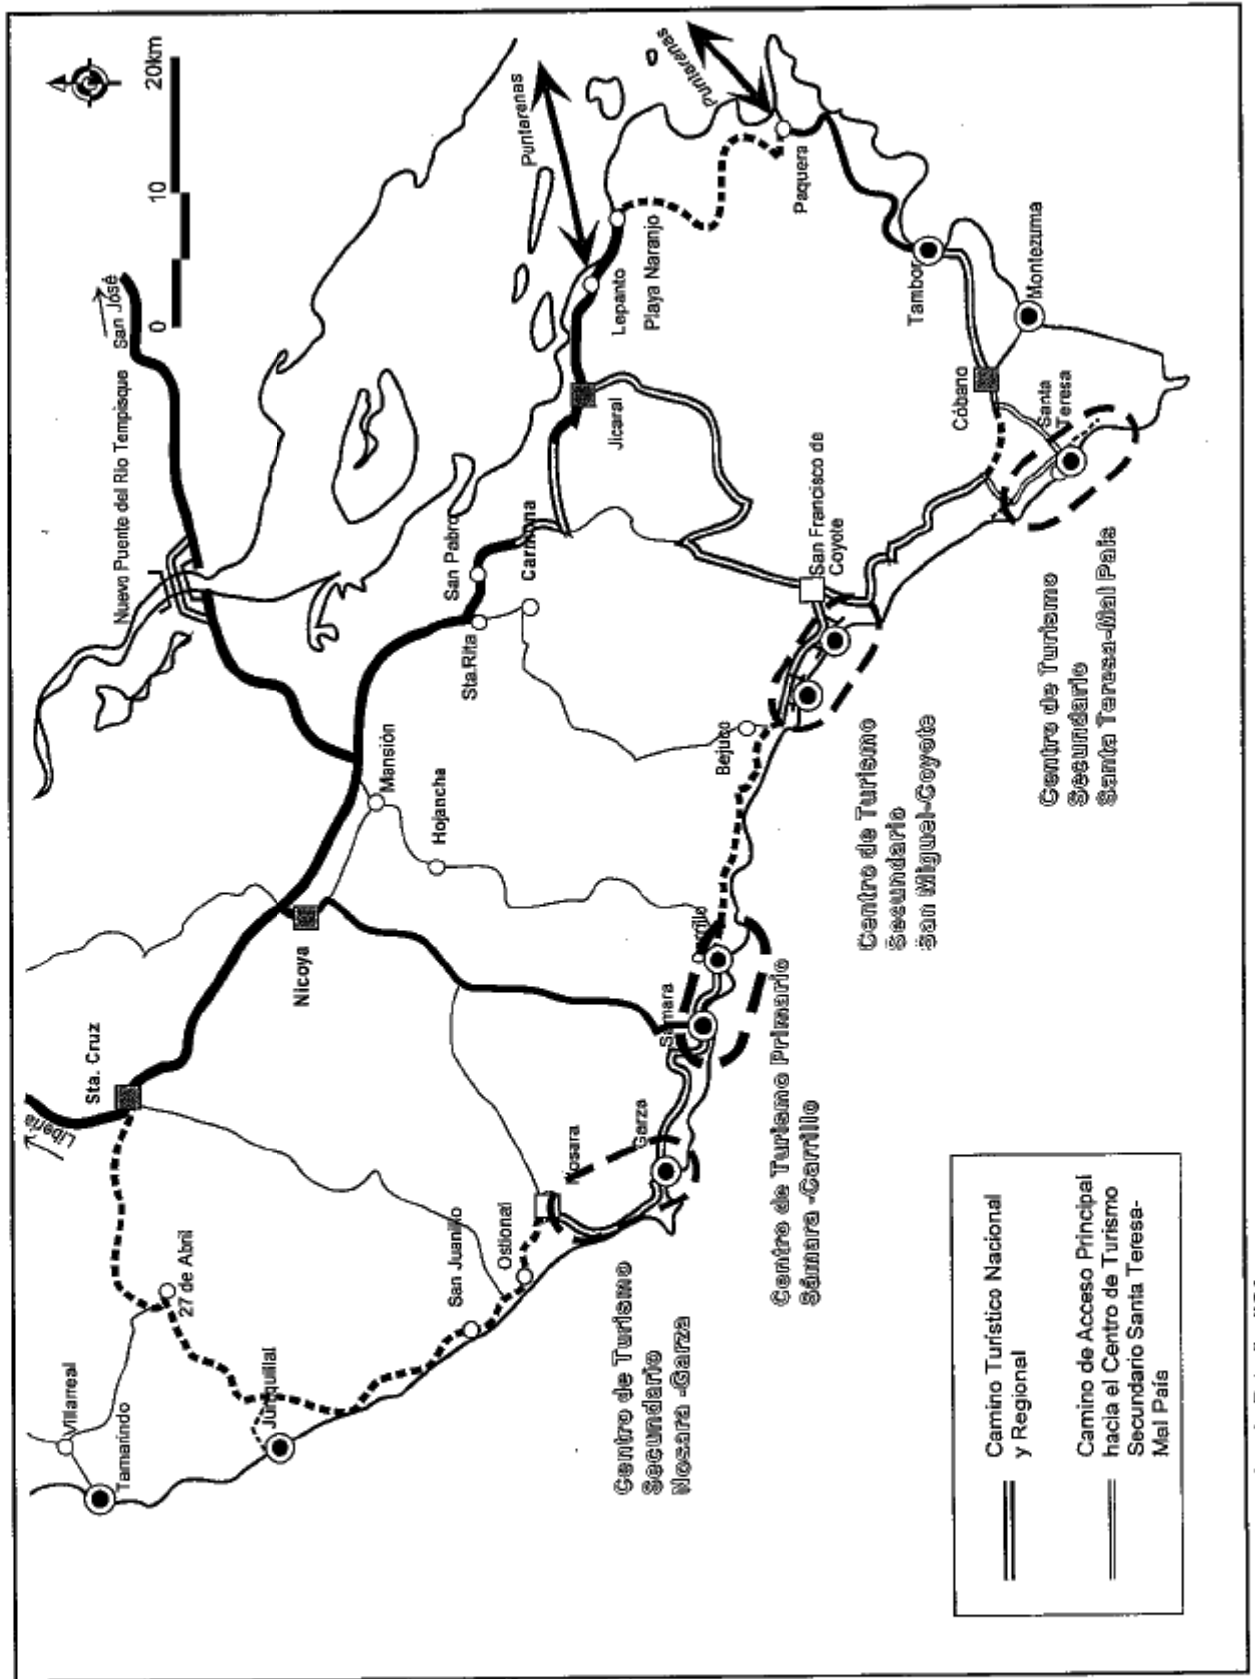 Liberia
Sta. Cruz
Nuevo Puente del Río Tempisque
San José
0
10
20km
Villarreal
Tamarindo
27 de Abril
Junquillal
Nicoya
Mansión
Hojancha
Sta.Rita
San Pabro
Carmona
Jicaral
Lepanto
Playa Naranjo
Puntarenas
Puntarenas
Paquera
Tambor
Montezuma
Cóbano
Santa
Teresa
San Francisco de
Coyote
Bejuco
Sámara
Garza
Nosara
Ostional
San Juanillo
Centro de Turismo
Secundario
Nosara -Garza
Centro de Turismo Primario
Sámara -Carrillo
Centro de Turismo
Secundario
San Miguel-Coyote
Centro de Turismo
Secundario
Santa Teresa-Mal País
Camino Turístico Nacional
y Regional
Camino de Acceso Principal
hacia el Centro de Turismo
Secundario Santa Teresa-
Mal País